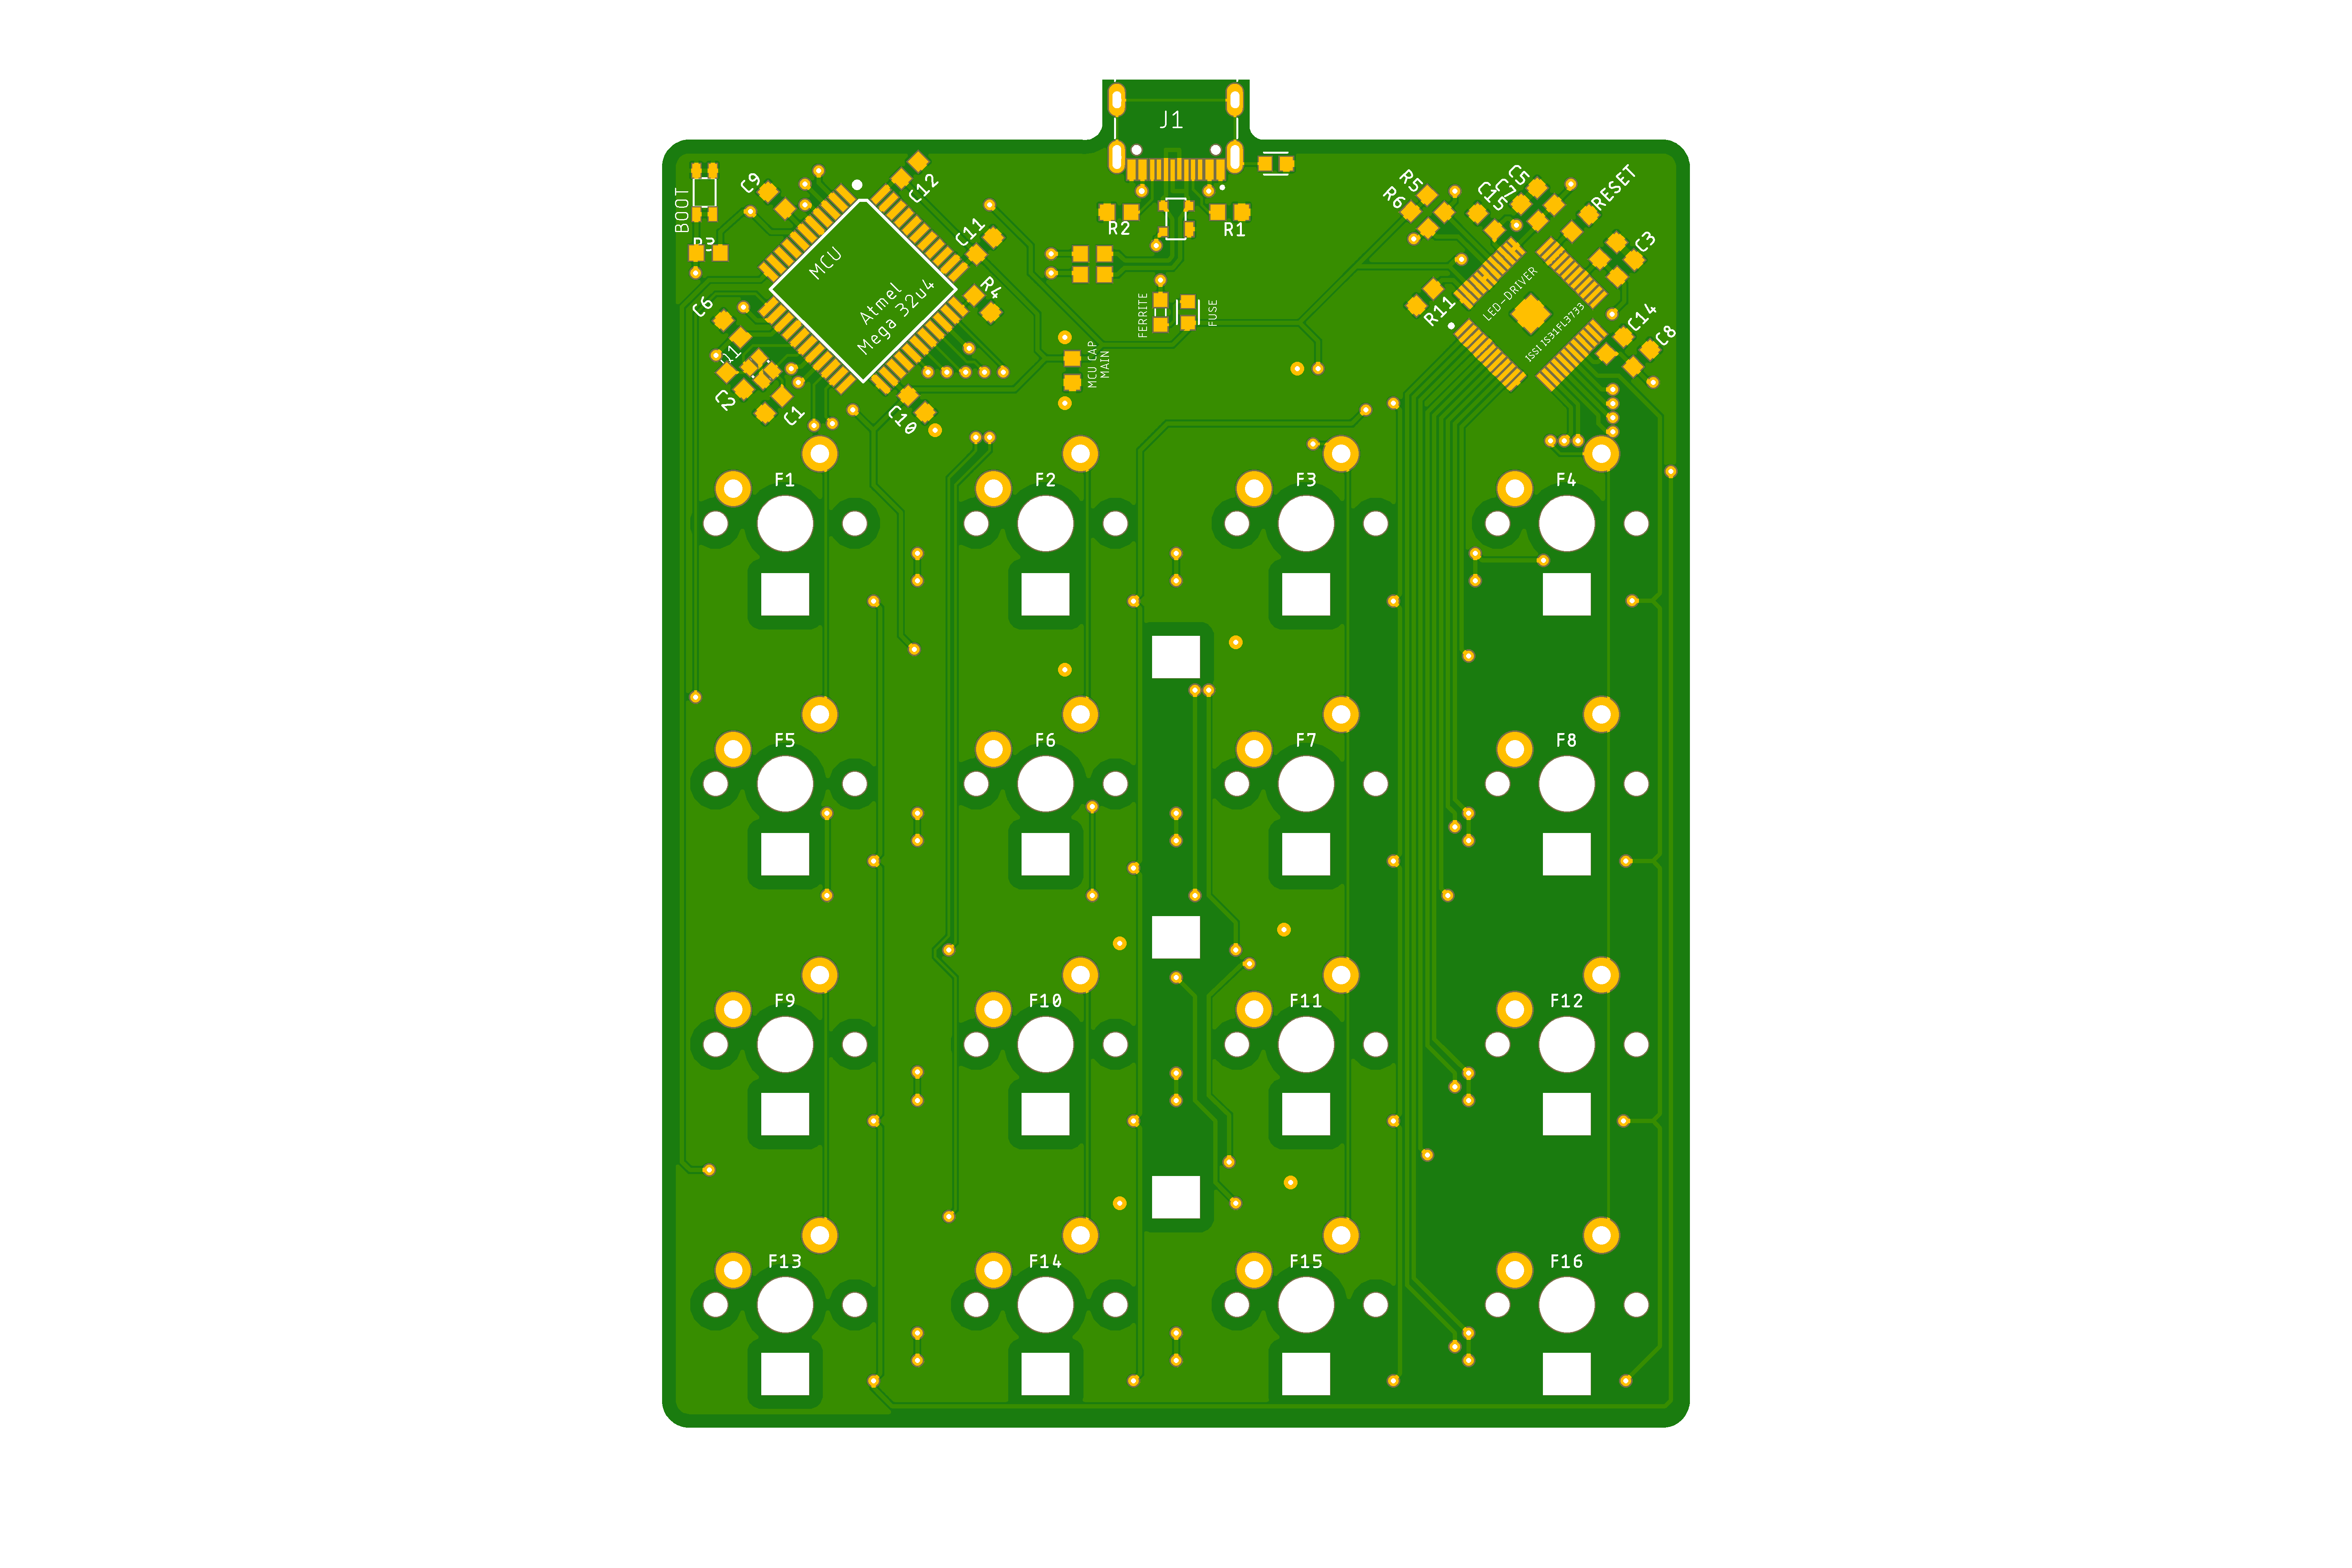 J1
BOOT
R3
C9
C12
C11
MCU
Atmel
Mega 32u4
R4
C6
C2
C1
C10
R2
R1
FERRITE
FUSE
MCU CAP
MAIN
R5
R6
C5
RESET
C3
LED-DRIVER
ISSI IS31FL3733
R11
C14
C8
F1
F2
F3
F4
F5
F6
F7
F8
F9
F10
F11
F12
F13
F14
F15
F16